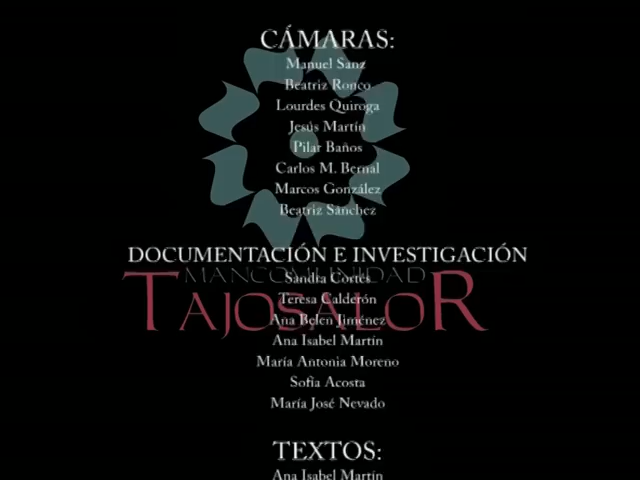 CÁMARAS:
Manuel Sanz
Beatriz Ronco
Lourdes Quiroga
Jesús Martín
Pilar Baños
Carlos M. Bernal
Marcos González
Beatriz Sánchez
DOCUMENTACIÓN E INVESTIGACIÓN
MANCOMUNIDAD
Sandra Cortés
TAJOSALOR
Teresa Calderón
Ana Belen Jiménez
Ana Isabel Martín
María Antonia Moreno
Sofía Acosta
María José Nevado
TEXTOS:
Ana Isabel Martín